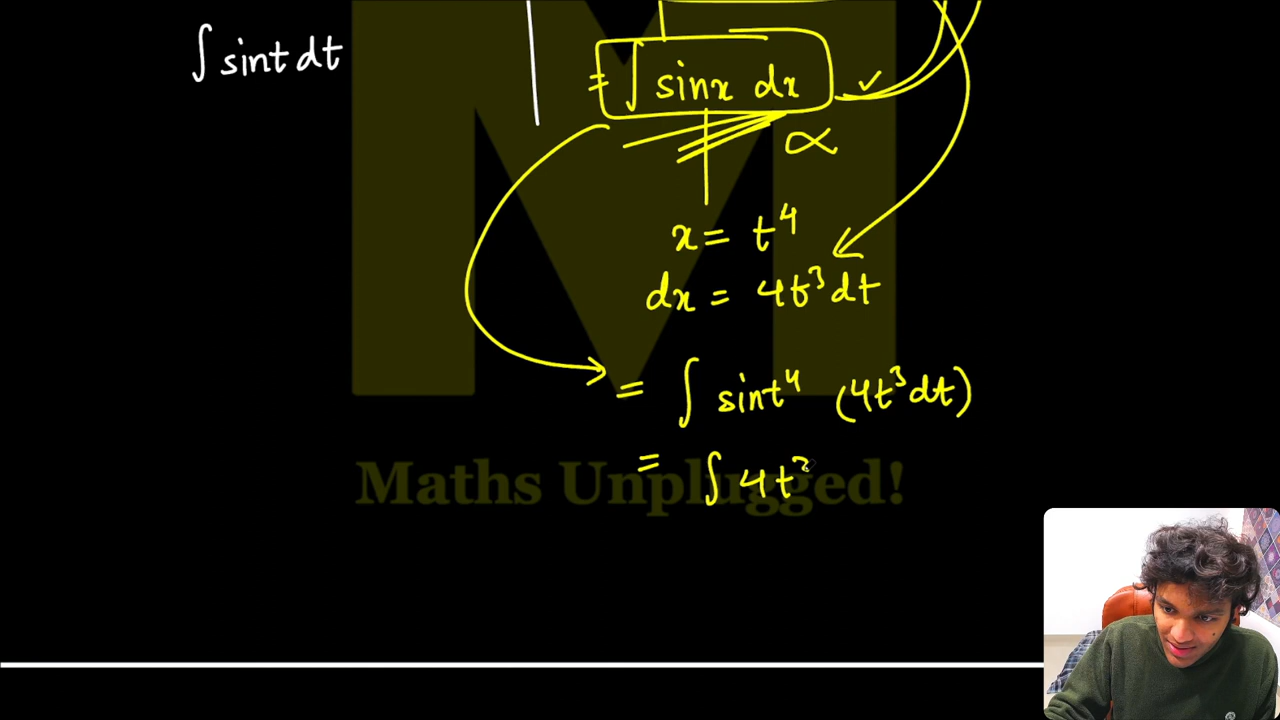 ∫ sint dt
= ∫ sinx dx
∝
x = t⁴
dx = 4t³dt
= ∫ sint⁴ (4t³dt)
= ∫ 4t³
Maths Unplugged!